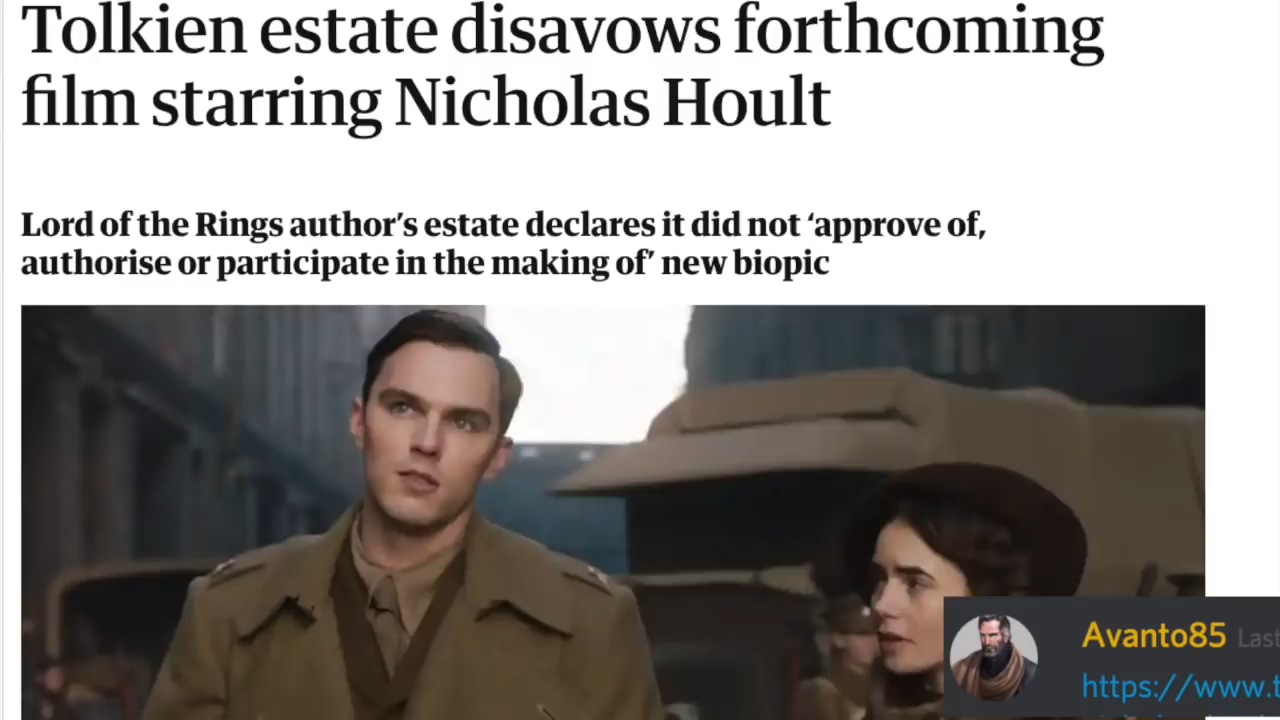 Tolkien estate disavows forthcoming
film starring Nicholas Hoult
Lord of the Rings author’s estate declares it did not ‘approve of,
authorise or participate in the making of’ new biopic
Avanto85 Last
https://www.t